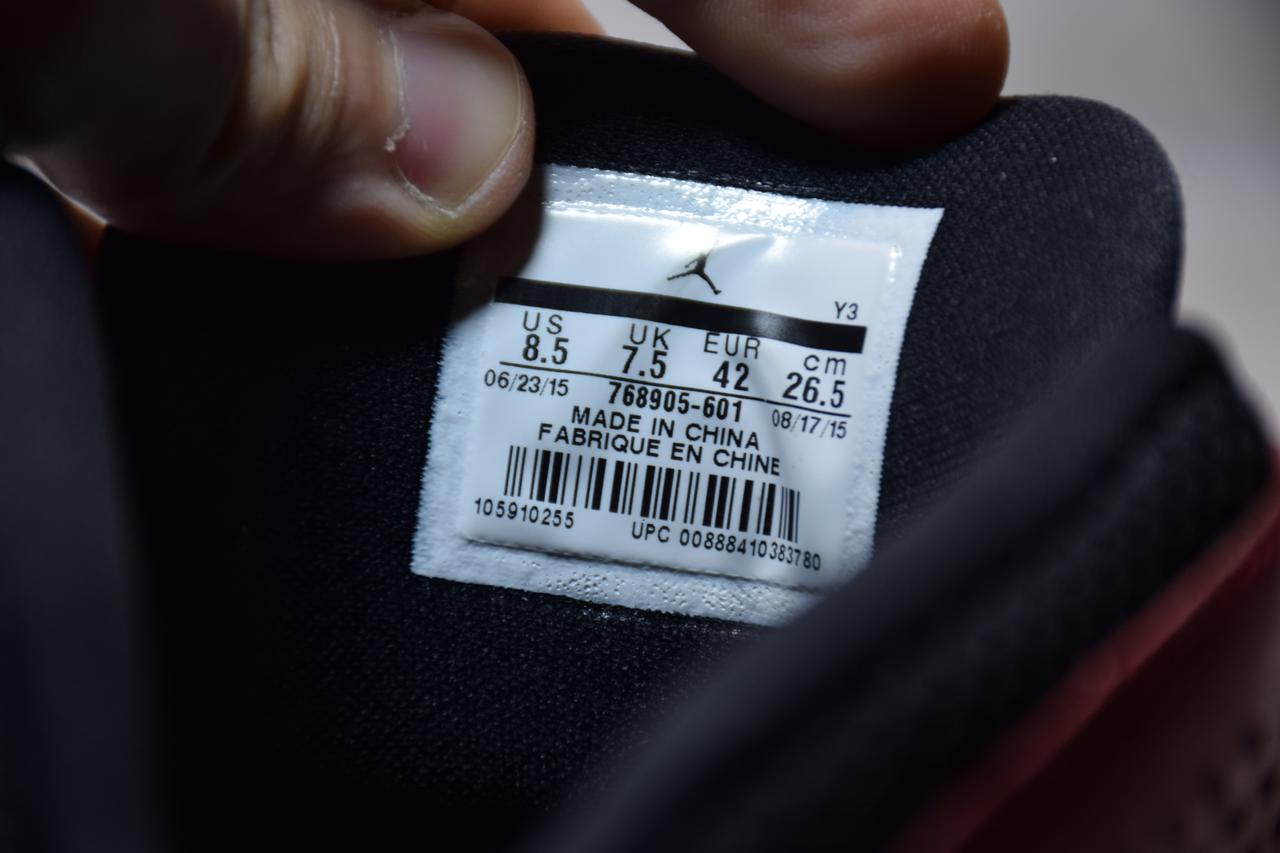 Y3
US UK EUR cm
8.5 7.5 42 26.5
06/23/15 768905-601 08/17/15
MADE IN CHINA
FABRIQUE EN CHINE
105910255 UPC 00888410383780